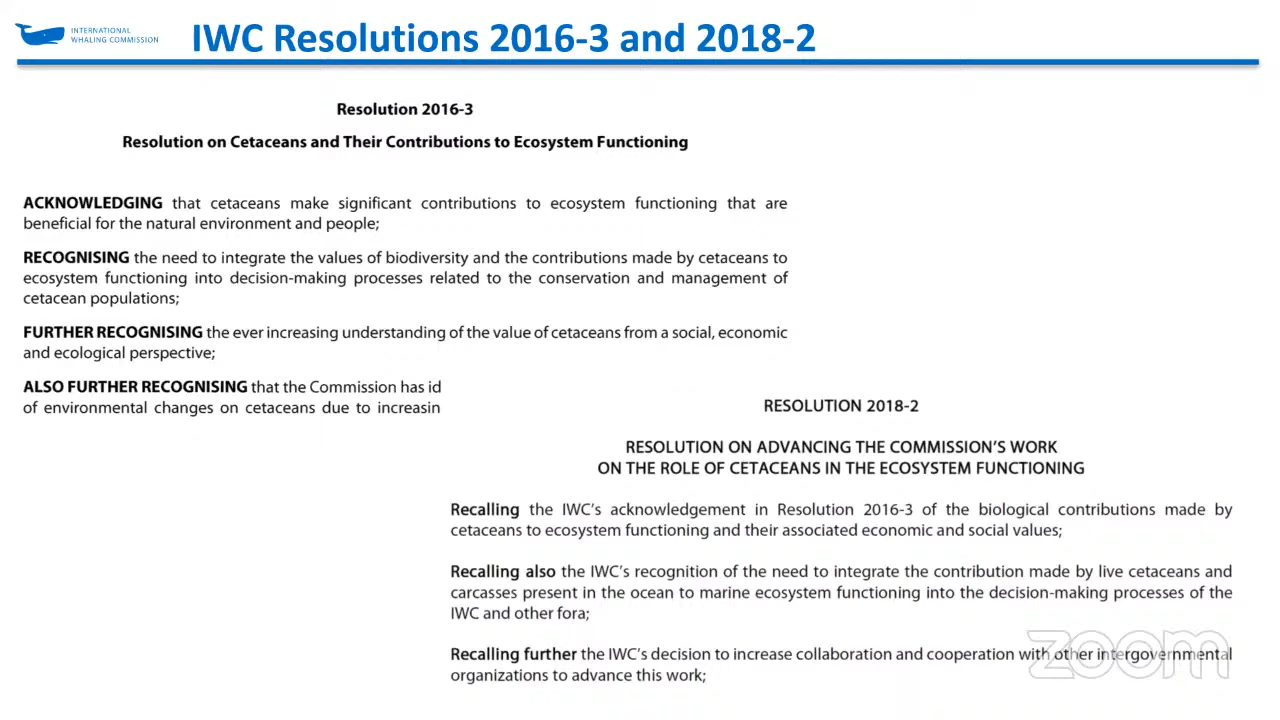 INTERNATIONAL
WHALING COMMISSION
IWC Resolutions 2016-3 and 2018-2
Resolution 2016-3
Resolution on Cetaceans and Their Contributions to Ecosystem Functioning
ACKNOWLEDGING that cetaceans make significant contributions to ecosystem functioning that are
beneficial for the natural environment and people;
RECOGNISING the need to integrate the values of biodiversity and the contributions made by cetaceans to
ecosystem functioning into decision-making processes related to the conservation and management of
cetacean populations;
FURTHER RECOGNISING the ever increasing understanding of the value of cetaceans from a social, economic
and ecological perspective;
ALSO FURTHER RECOGNISING that the Commission has id
of environmental changes on cetaceans due to increasin
RESOLUTION 2018-2
RESOLUTION ON ADVANCING THE COMMISSION'S WORK
ON THE ROLE OF CETACEANS IN THE ECOSYSTEM FUNCTIONING
Recalling the IWC's acknowledgement in Resolution 2016-3 of the biological contributions made by
cetaceans to ecosystem functioning and their associated economic and social values;
Recalling also the IWC's recognition of the need to integrate the contribution made by live cetaceans and
carcasses present in the ocean to marine ecosystem functioning into the decision-making processes of the
IWC and other fora;
Recalling further the IWC's decision to increase collaboration and cooperation with other intergovernmental
organizations to advance this work;
zoom